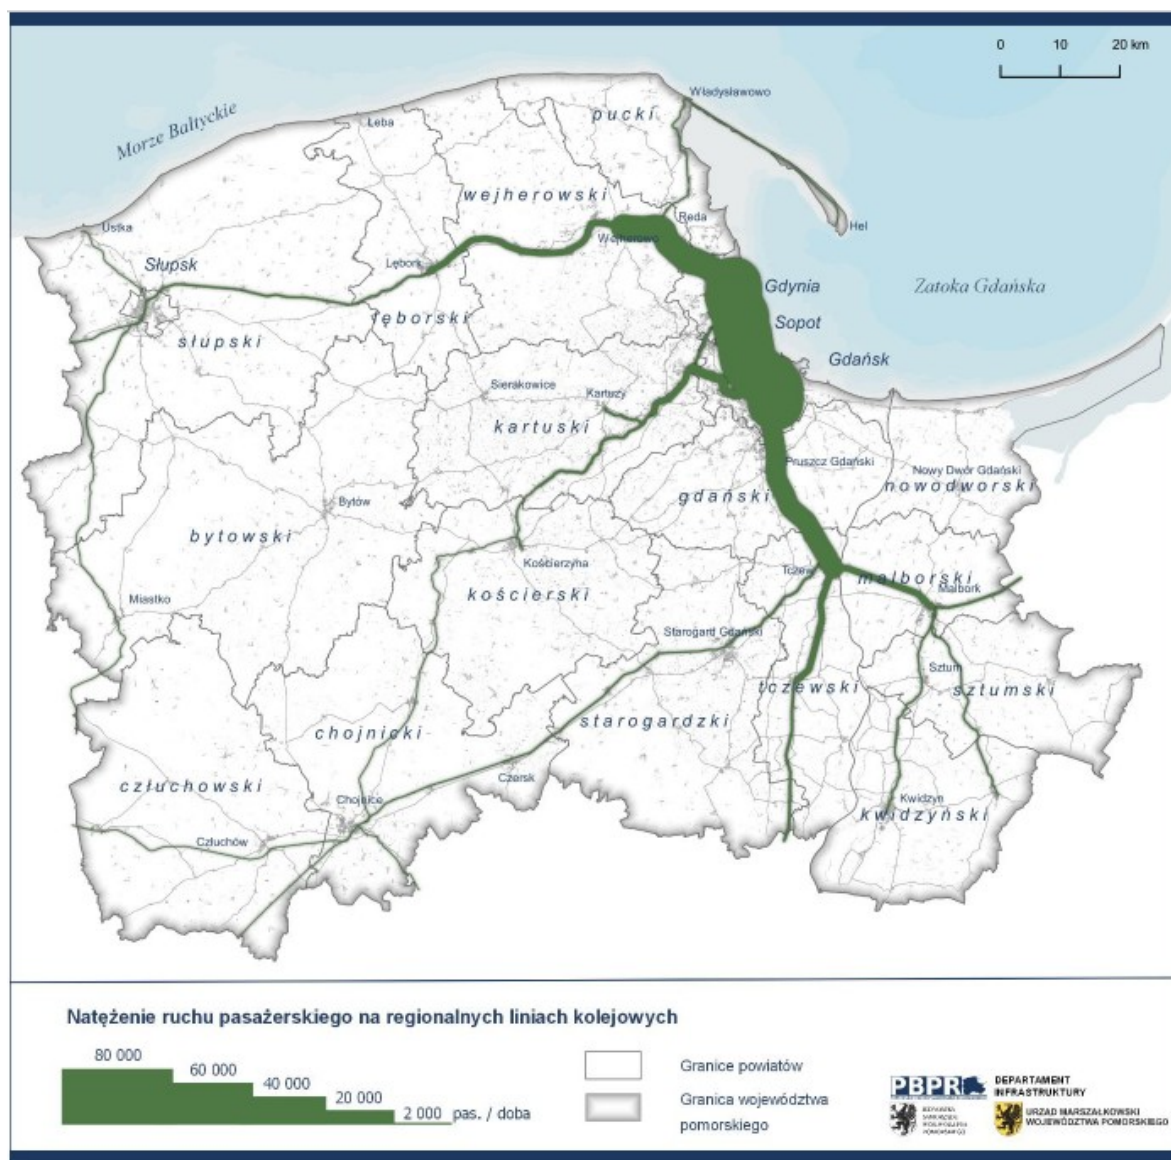 0 10 20 km
Morze Bałtyckie
Władysławowo
Łeba
pucki
wejherowski
Ustka
Reda
Hel
Wejherowo
Słupsk
Lębork
Gdynia
Zatoka Gdańska
Sopot
łęborski
słupski
Gdańsk
Sierakowice
Kartuzy
kartuski
Pruszcz Gdański
Nowy Dwór Gdański
nowodworski
gdański
Bytów
bytowski
Kościerzyna
kościerski
Tczew
malborski
Malbork
Miastko
Starogard Gdański
Sztum
tczewski
sztumski
starogardzki
chojnicki
Czersk
człuchowski
Chojnice
Kwidzyn
kwidzyński
Człuchów
Natężenie ruchu pasażerskiego na regionalnych liniach kolejowych
80 000
60 000
40 000
20 000
2 000 pas. / doba
Granice powiatów
Granica województwa
pomorskiego
PBPR
DEPARTAMENT
INFRASTRUKTURY
URZĄD MARSZAŁKOWSKI
WOJEWÓDZTWA POMORSKIEGO